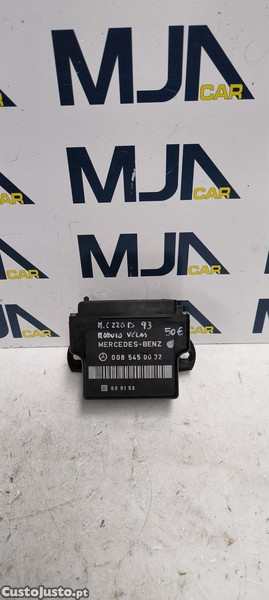 MJA
CAR
MJA
CAR
MJA
CAR
M.C220 D 93
MODULO VELAS 50€
MERCEDES-BENZ
008 545 00 32
MJA
CAR
CustoJusto.pt